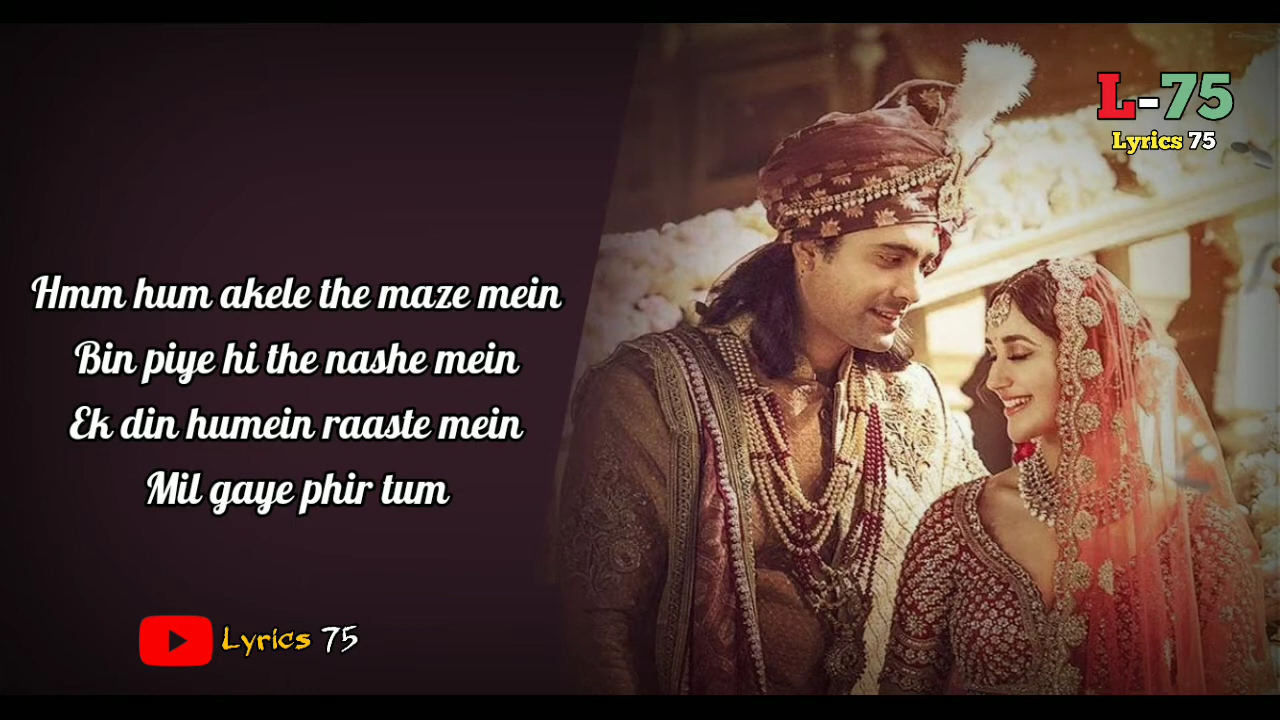 L-75
Lyrics 75
Hmm hum akele the maze mein
Bin piye hi the nashe mein
Ek din humein raaste mein
Mil gaye phir tum
Lyrics 75